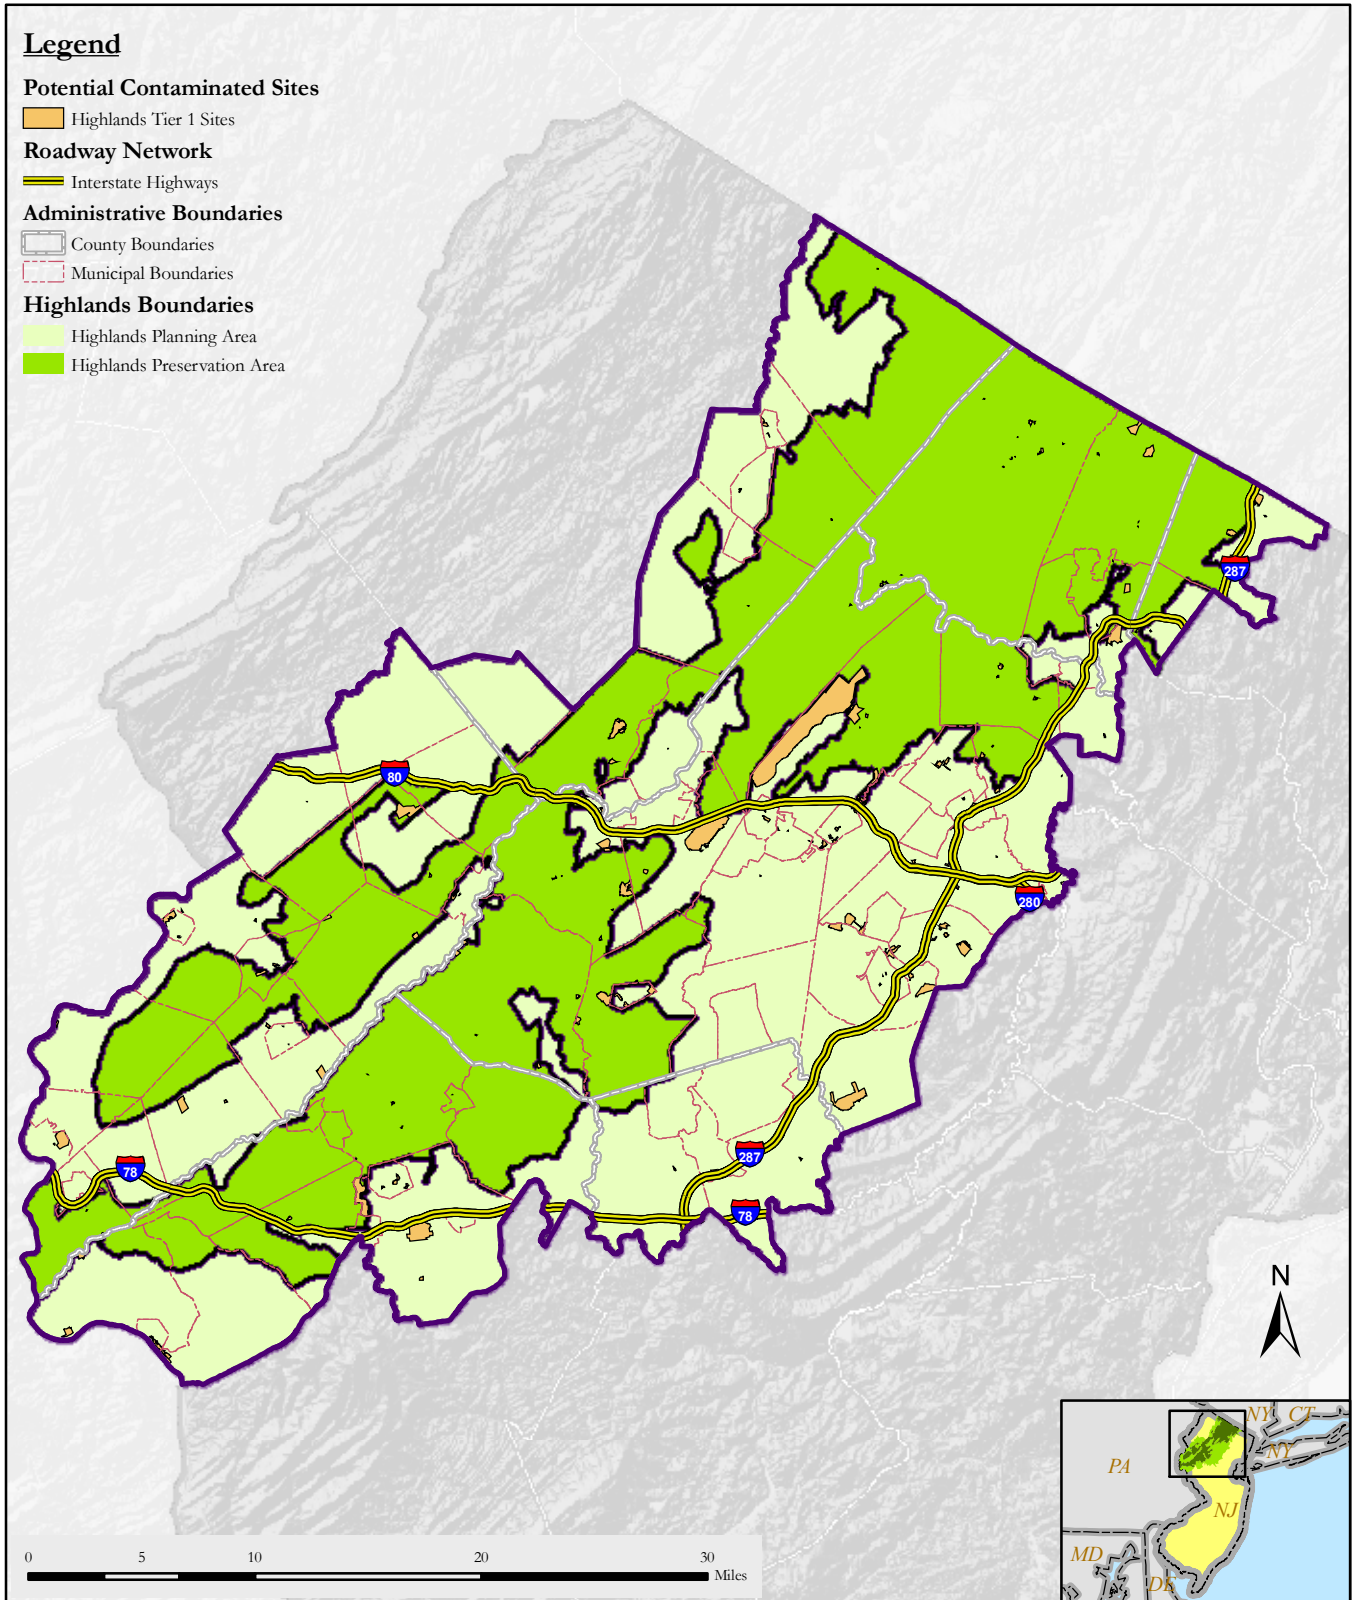 Legend
Potential Contaminated Sites
Highlands Tier 1 Sites
Roadway Network
Interstate Highways
Administrative Boundaries
County Boundaries
Municipal Boundaries
Highlands Boundaries
Highlands Planning Area
Highlands Preservation Area
287
80
280
78
287
78
N
NY CT
NY
PA
NJ
MD
DE
0 5 10 20 30
Miles